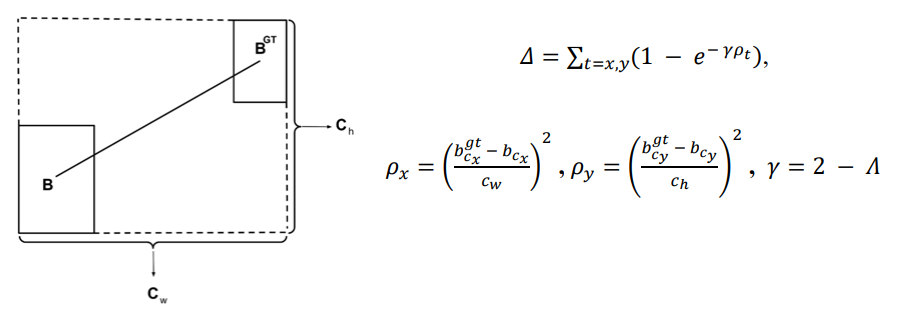 B^GT
C_h
B
C_w
Δ = Σ_{t=x,y}(1 − e^{−γρ_t}),
ρ_x = ((b_{c_x}^{gt} − b_{c_x}) / c_w)^2, ρ_y = ((b_{c_y}^{gt} − b_{c_y}) / c_h)^2, γ = 2 − Λ